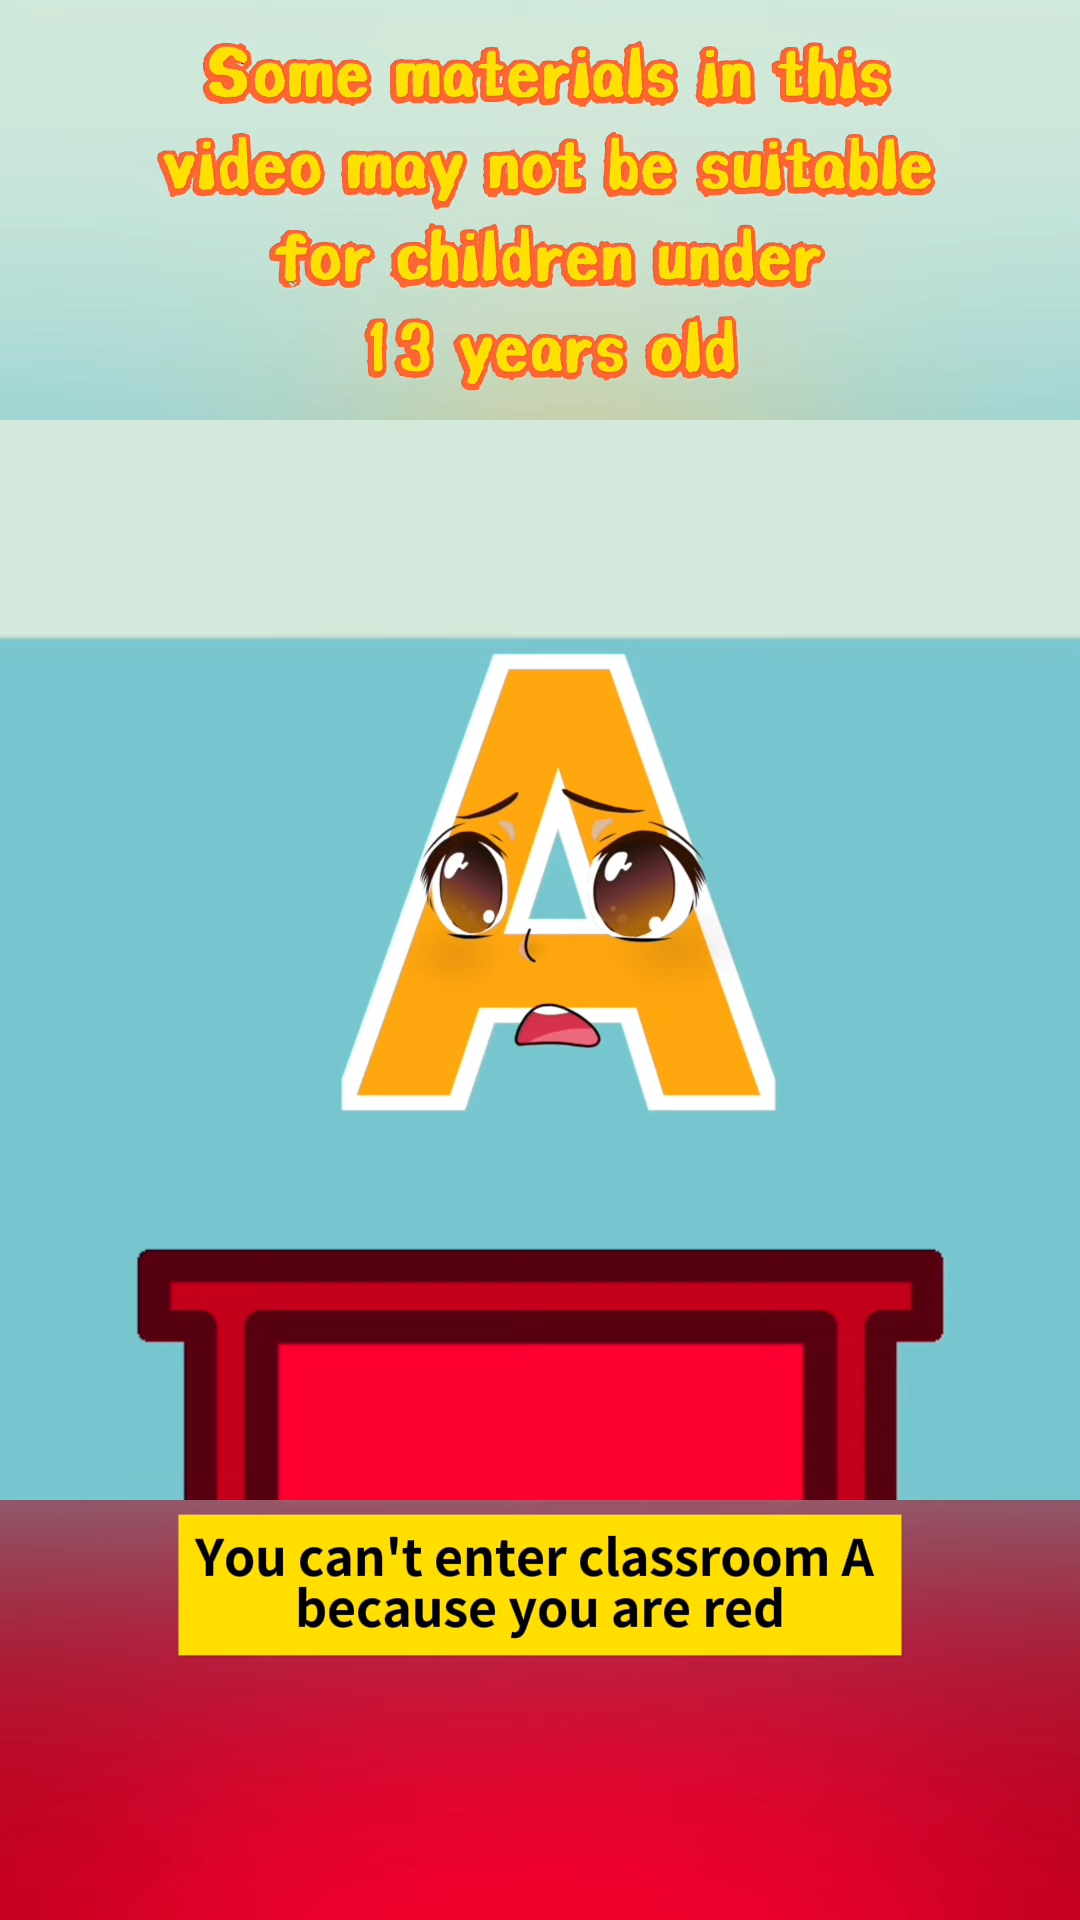 Some materials in this
video may not be suitable
for children under
13 years old
A
You can't enter classroom A
because you are red